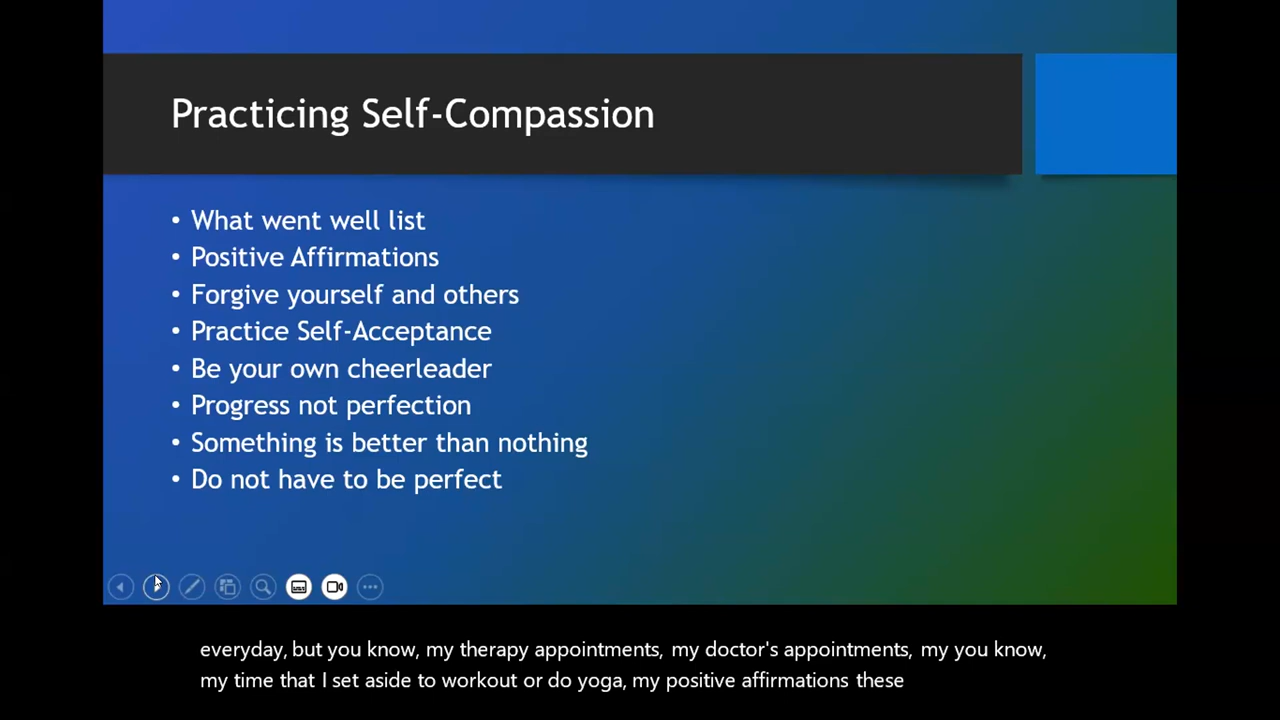 Practicing Self-Compassion
• What went well list
• Positive Affirmations
• Forgive yourself and others
• Practice Self-Acceptance
• Be your own cheerleader
• Progress not perfection
• Something is better than nothing
• Do not have to be perfect
everyday, but you know, my therapy appointments, my doctor's appointments, my you know,
my time that I set aside to workout or do yoga, my positive affirmations these